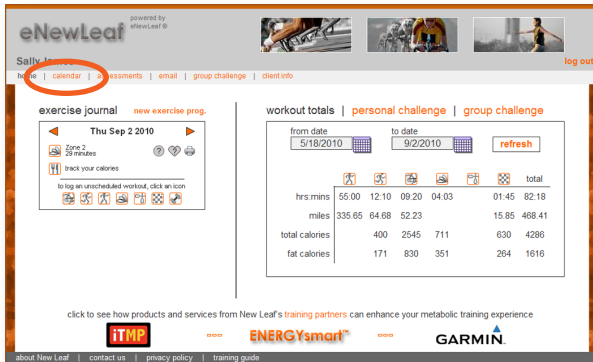 eNewLeaf powered by
eNewLeaf®
Sally
log out
home | calendar | assessments | email | group challenge | client info
exercise journal new exercise prog.
Thu Sep 2 2010
Zone 2
29 minutes
track your calories
to log an unscheduled workout, click an icon
workout totals | personal challenge | group challenge
from date to date
5/18/2010 9/2/2010 refresh
total
hrs:mins 55:00 12:10 09:20 04:03 01:45 82:18
miles 335.65 64.68 52.23 15.85 468.41
total calories 400 2545 711 630 4286
fat calories 171 830 351 264 1616
click to see how products and services from New Leaf's training partners can enhance your metabolic training experience
iTMP ENERGYsmart™ GARMIN.
about New Leaf | contact us | privacy policy | training guide